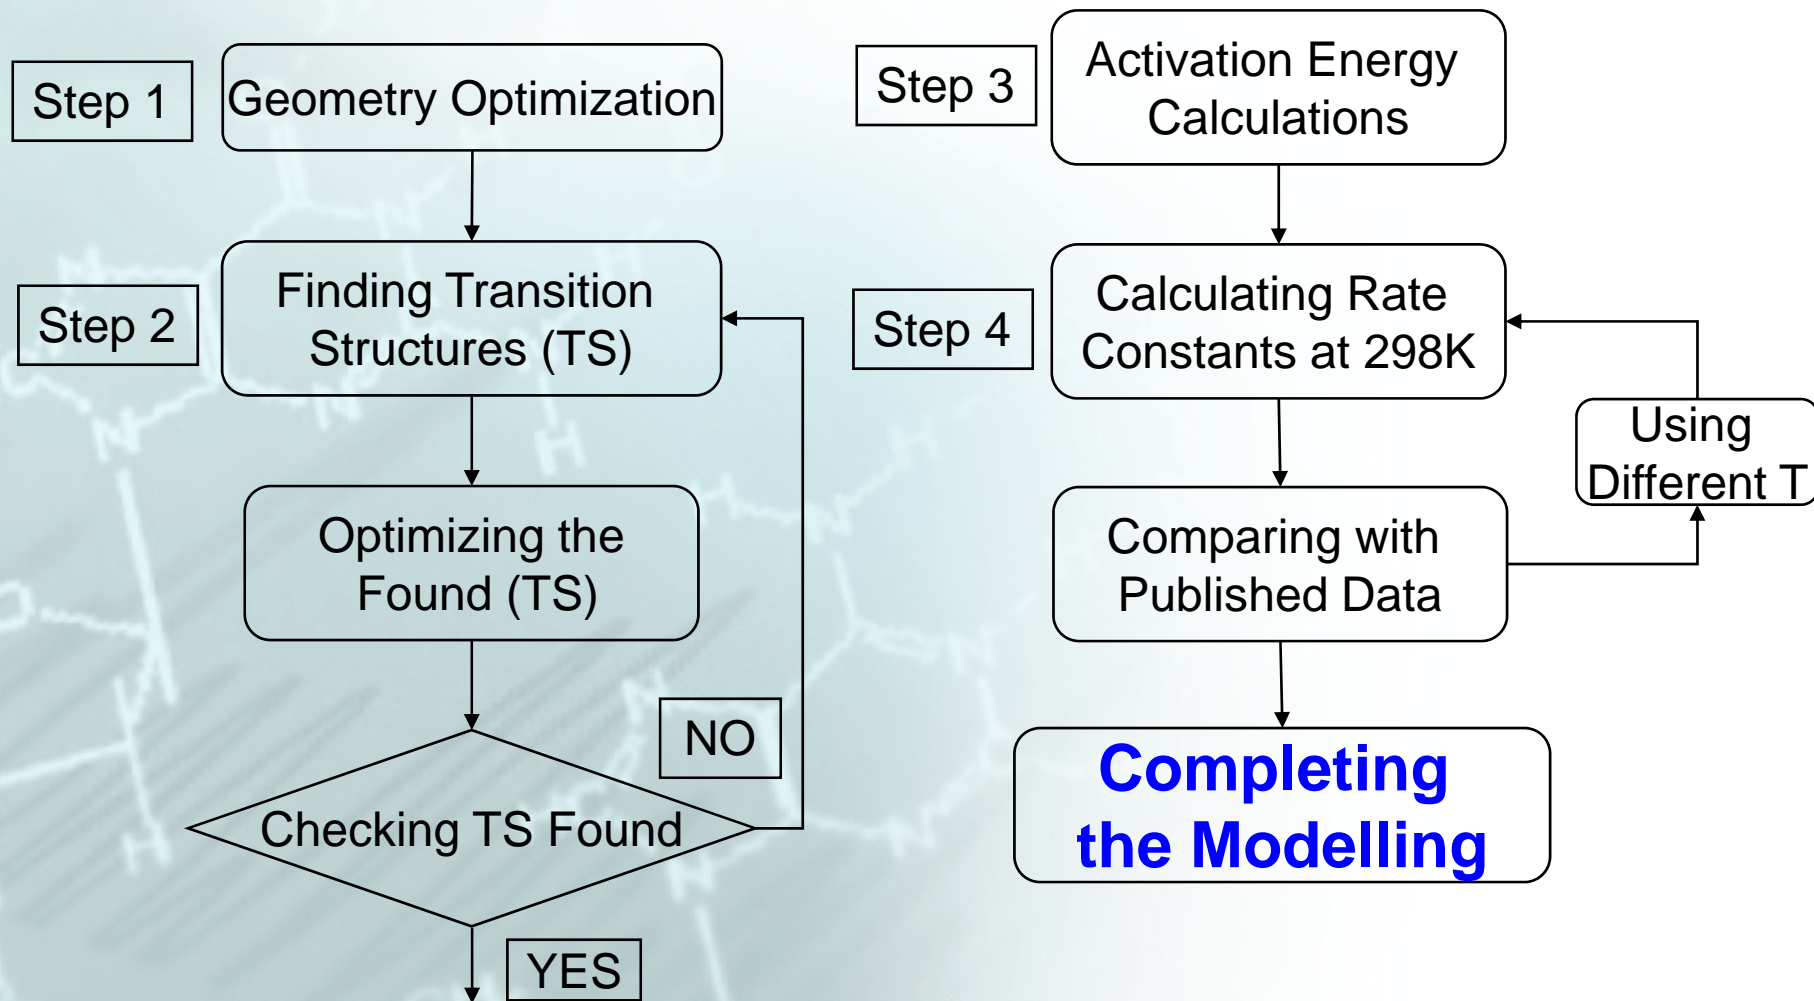 Step 1
Geometry Optimization
Step 2
Finding Transition
Structures (TS)
Optimizing the
Found (TS)
NO
Checking TS Found
YES
Step 3
Activation Energy
Calculations
Step 4
Calculating Rate
Constants at 298K
Using
Different T
Comparing with
Published Data
Completing
the Modelling